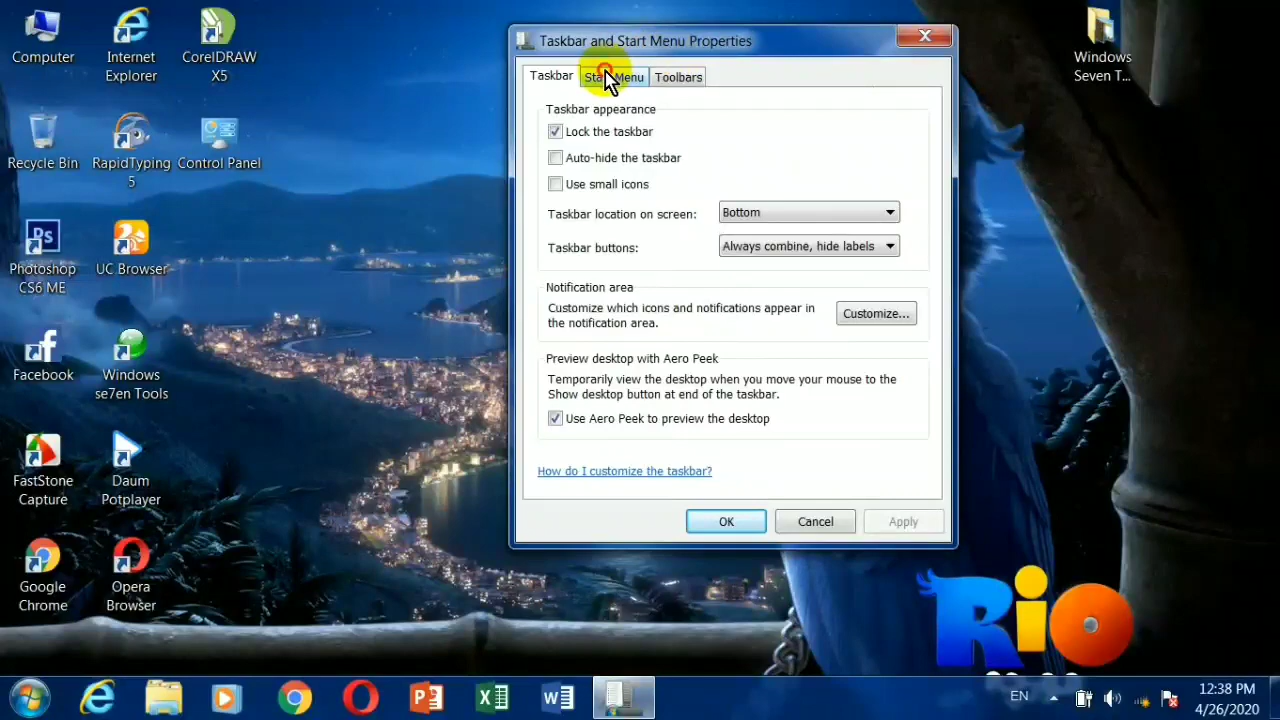 Computer
Internet
Explorer
CorelDRAW
X5
Windows
Seven T...
Recycle Bin
RapidTyping
5
Control Panel
Ps
Photoshop
CS6 ME
UC Browser
Facebook
Windows
se7en Tools
FastStone
Capture
Daum
Potplayer
Google
Chrome
Opera
Browser
Taskbar and Start Menu Properties
Taskbar
Start Menu
Toolbars
Taskbar appearance
Lock the taskbar
Auto-hide the taskbar
Use small icons
Taskbar location on screen:
Bottom
Taskbar buttons:
Always combine, hide labels
Notification area
Customize which icons and notifications appear in
the notification area.
Customize...
Preview desktop with Aero Peek
Temporarily view the desktop when you move your mouse to the
Show desktop button at end of the taskbar.
Use Aero Peek to preview the desktop
How do I customize the taskbar?
OK
Cancel
Apply
RiO
EN
12:38 PM
4/26/2020